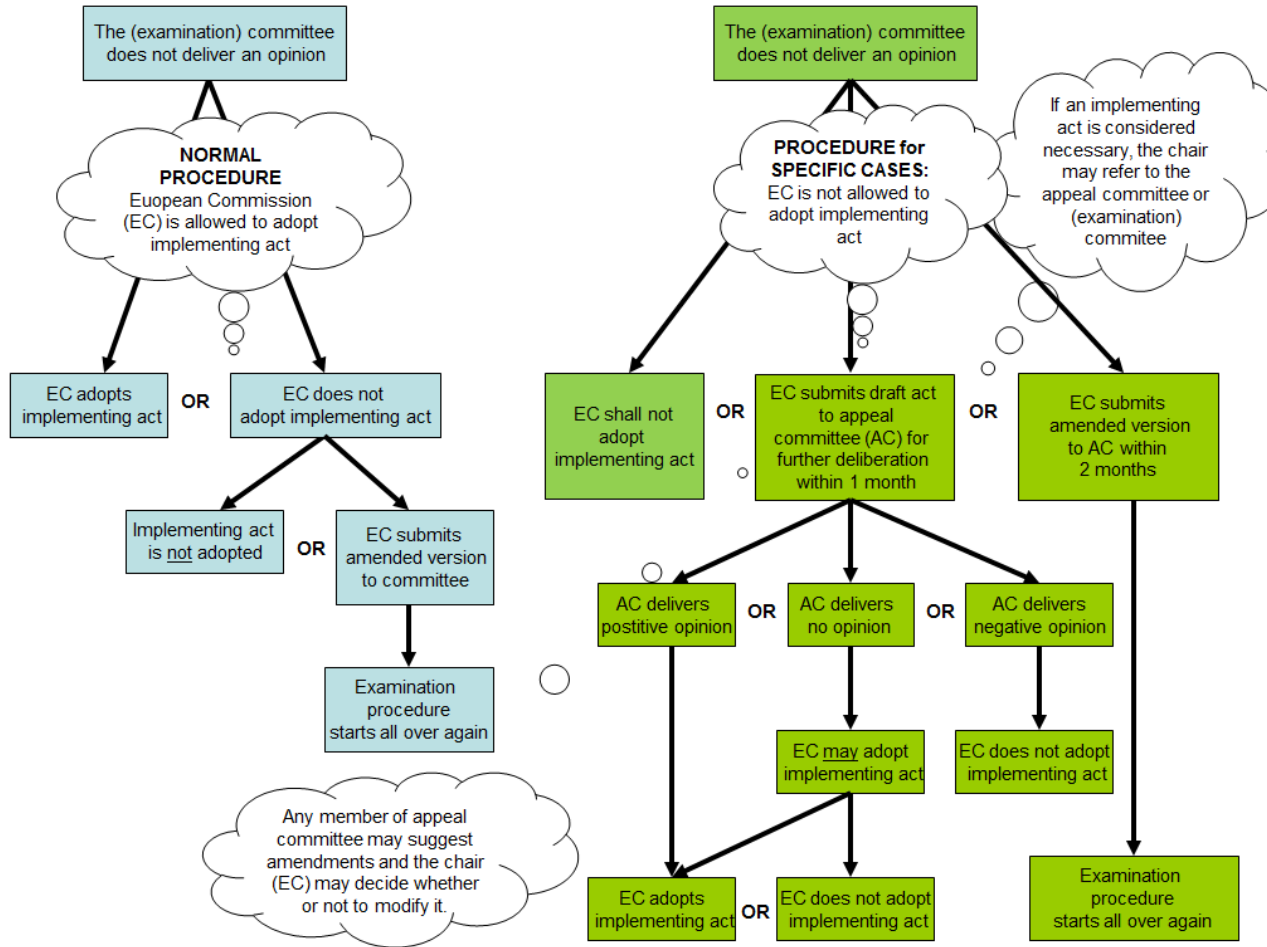 The (examination) committee
does not deliver an opinion
NORMAL
PROCEDURE
Euopean Commission
(EC) is allowed to adopt
implementing act
EC adopts
implementing act
OR
EC does not
adopt implementing act
Implementing act
is not adopted
OR
EC submits
amended version
to committee
Examination
procedure
starts all over again
Any member of appeal
committee may suggest
amendments and the chair
(EC) may decide whether
or not to modify it.
The (examination) committee
does not deliver an opinion
PROCEDURE for
SPECIFIC CASES:
EC is not allowed to
adopt implementing
act
If an implementing
act is considered
necessary, the chair
may refer to the
appeal committee or
(examination)
commitee
EC shall not
adopt
implementing act
OR
EC submits draft act
to appeal
committee (AC) for
further deliberation
within 1 month
OR
EC submits
amended version
to AC within
2 months
AC delivers
postitive opinion
OR
AC delivers
no opinion
OR
AC delivers
negative opinion
EC may adopt
implementing act
EC does not adopt
implementing act
EC adopts
implementing act
OR
EC does not adopt
implementing act
Examination
procedure
starts all over again